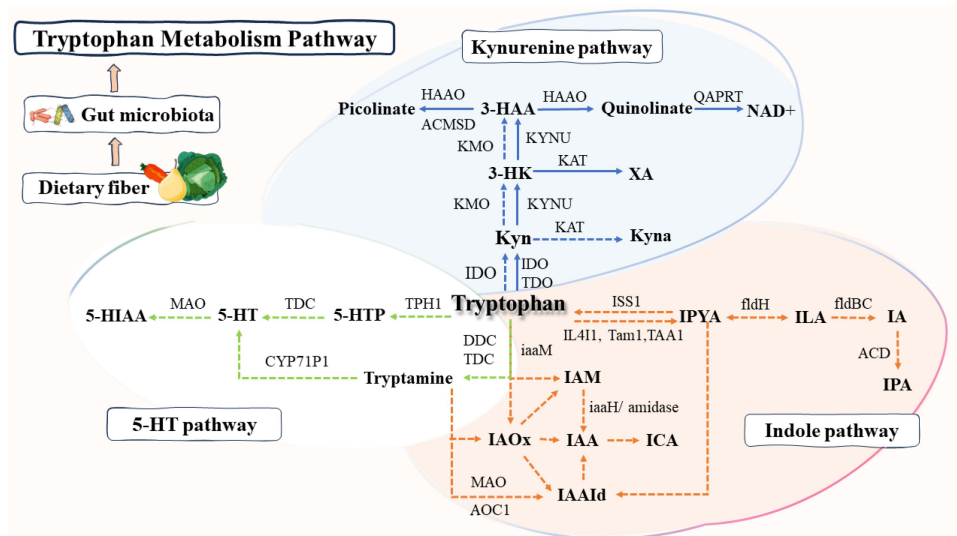 Tryptophan Metabolism Pathway
Gut microbiota
Dietary fiber
Kynurenine pathway
Picolinate
HAAO
ACMSD
3-HAA
HAAO
Quinolinate
QAPRT
NAD+
KMO
KYNU
3-HK
KAT
XA
KMO
KYNU
Kyn
KAT
Kyna
IDO
IDO
TDO
Tryptophan
5-HIAA
MAO
5-HT
TDC
5-HTP
TPH1
ISS1
IL4I1, Tam1,TAA1
IPYA
fldH
ILA
fldBC
IA
ACD
IPA
DDC
TDC
iaaM
CYP71P1
Tryptamine
IAM
iaaH/ amidase
IAOx
IAA
ICA
MAO
AOC1
IAAId
5-HT pathway
Indole pathway